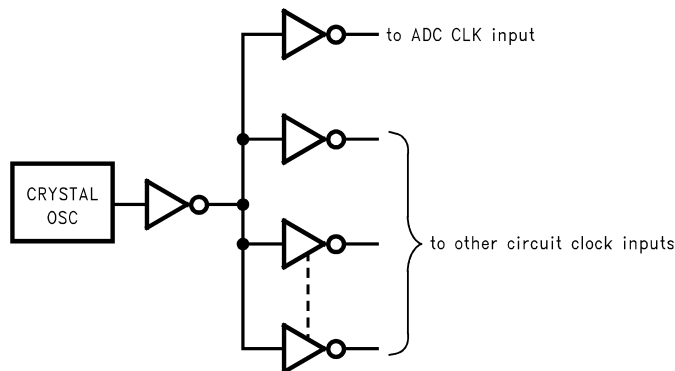 to ADC CLK input
CRYSTAL
OSC
to other circuit clock inputs